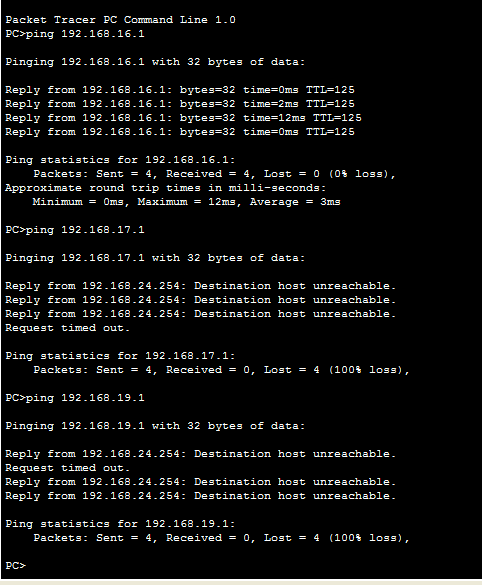 Packet Tracer PC Command Line 1.0
PC>ping 192.168.16.1
Pinging 192.168.16.1 with 32 bytes of data:
Reply from 192.168.16.1: bytes=32 time=0ms TTL=125
Reply from 192.168.16.1: bytes=32 time=2ms TTL=125
Reply from 192.168.16.1: bytes=32 time=12ms TTL=125
Reply from 192.168.16.1: bytes=32 time=0ms TTL=125
Ping statistics for 192.168.16.1:
Packets: Sent = 4, Received = 4, Lost = 0 (0% loss),
Approximate round trip times in milli-seconds:
Minimum = 0ms, Maximum = 12ms, Average = 3ms
PC>ping 192.168.17.1
Pinging 192.168.17.1 with 32 bytes of data:
Reply from 192.168.24.254: Destination host unreachable.
Reply from 192.168.24.254: Destination host unreachable.
Reply from 192.168.24.254: Destination host unreachable.
Request timed out.
Ping statistics for 192.168.17.1:
Packets: Sent = 4, Received = 0, Lost = 4 (100% loss),
PC>ping 192.168.19.1
Pinging 192.168.19.1 with 32 bytes of data:
Reply from 192.168.24.254: Destination host unreachable.
Request timed out.
Reply from 192.168.24.254: Destination host unreachable.
Reply from 192.168.24.254: Destination host unreachable.
Ping statistics for 192.168.19.1:
Packets: Sent = 4, Received = 0, Lost = 4 (100% loss),
PC>